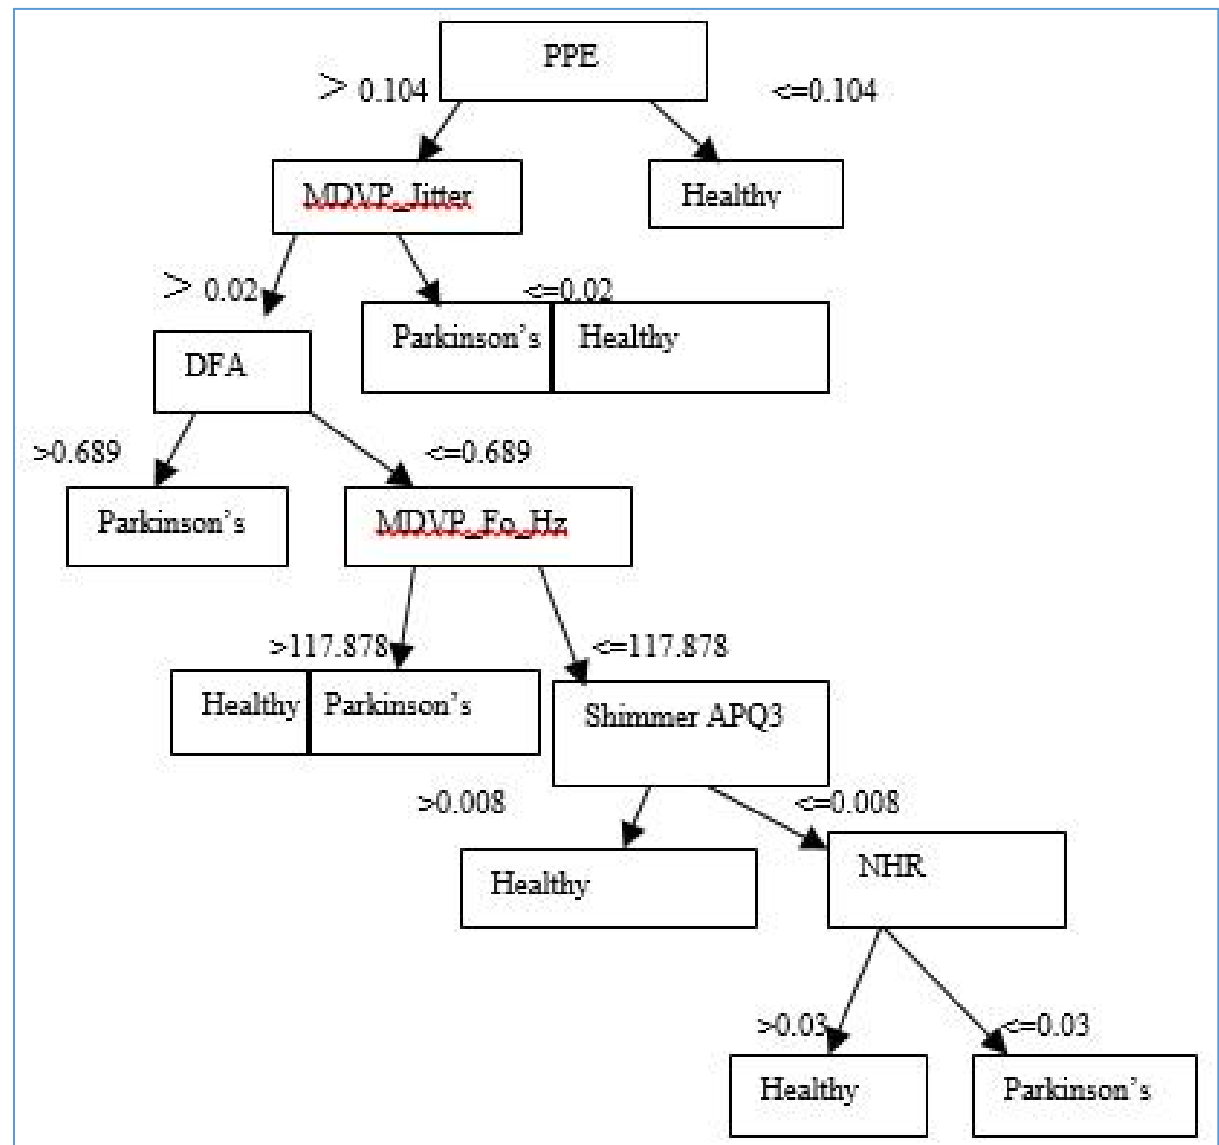 PPE
> 0.104
<=0.104
MDVP_Jitter
Healthy
> 0.02
<=0.02
Parkinson’s
Healthy
DFA
>0.689
<=0.689
Parkinson’s
MDVP_Fo_Hz
>117.878
<=117.878
Healthy
Parkinson’s
Shimmer APQ3
>0.008
<=0.008
Healthy
NHR
>0.03
<=0.03
Healthy
Parkinson’s